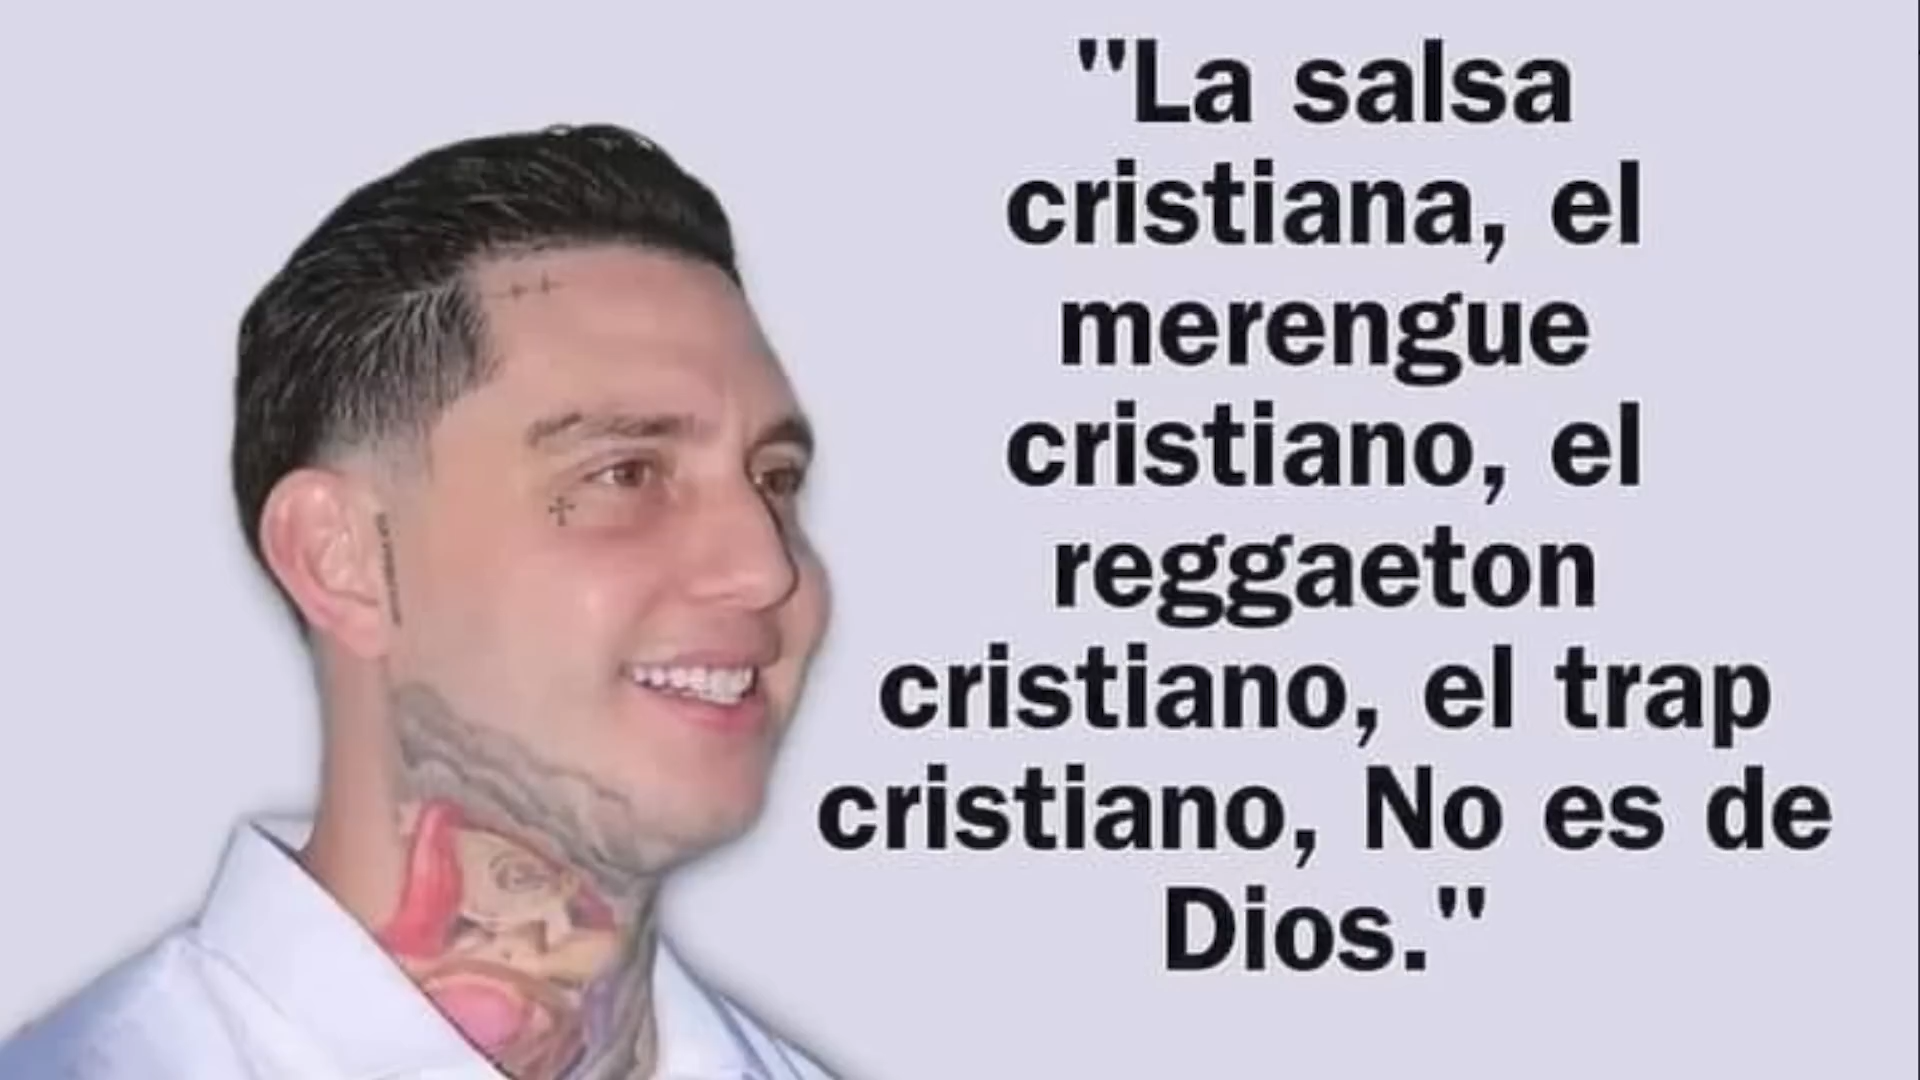 "La salsa
cristiana, el
merengue
cristiano, el
reggaeton
cristiano, el trap
cristiano, No es de
Dios."